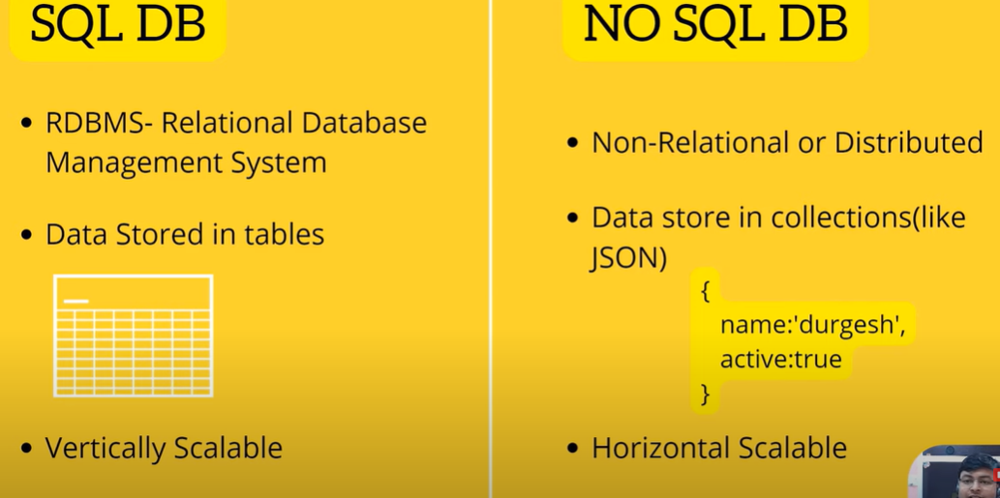 SQL DB
• RDBMS- Relational Database
Management System
• Data Stored in tables
• Vertically Scalable
NO SQL DB
• Non-Relational or Distributed
• Data store in collections(like
JSON)
{
name:'durgesh',
active:true
}
• Horizontal Scalable